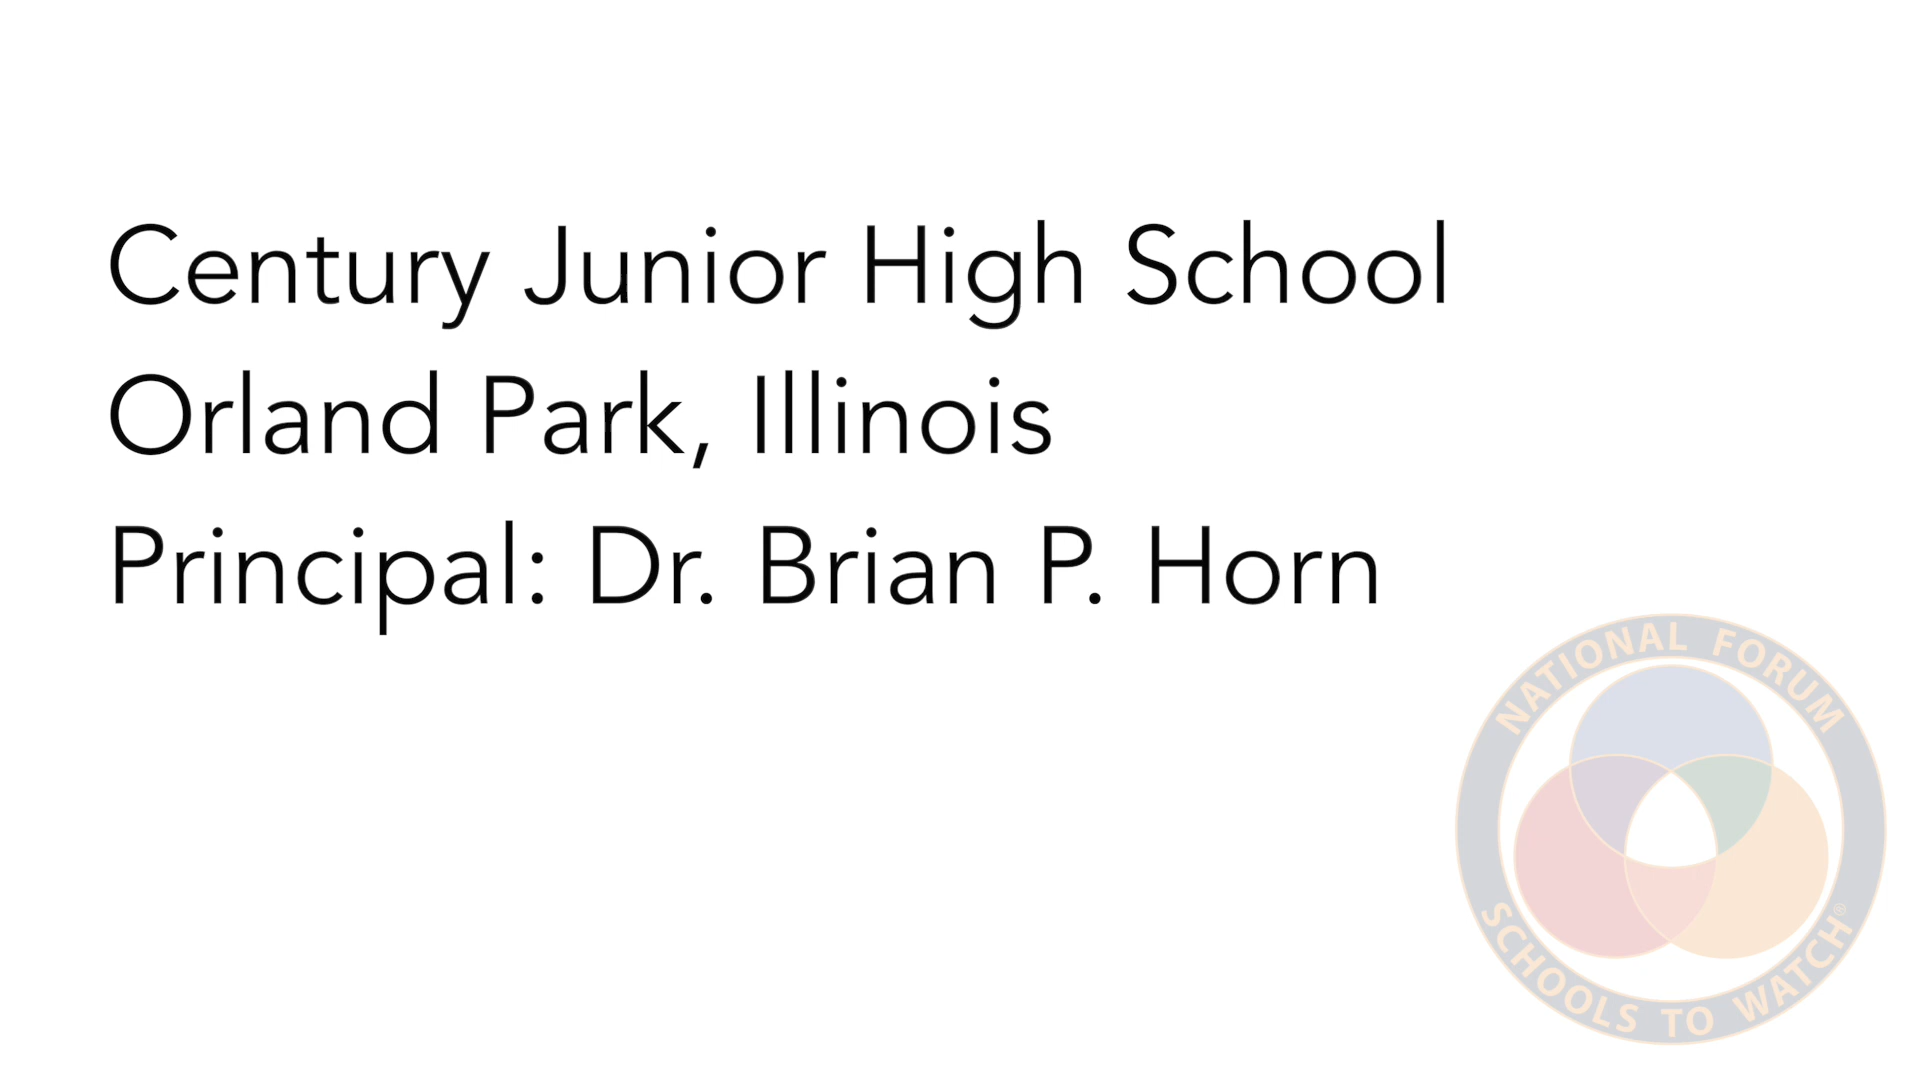 Century Junior High School
Orland Park, Illinois
Principal: Dr. Brian P. Horn
NATIONAL FORUM
SCHOOLS TO WATCH®